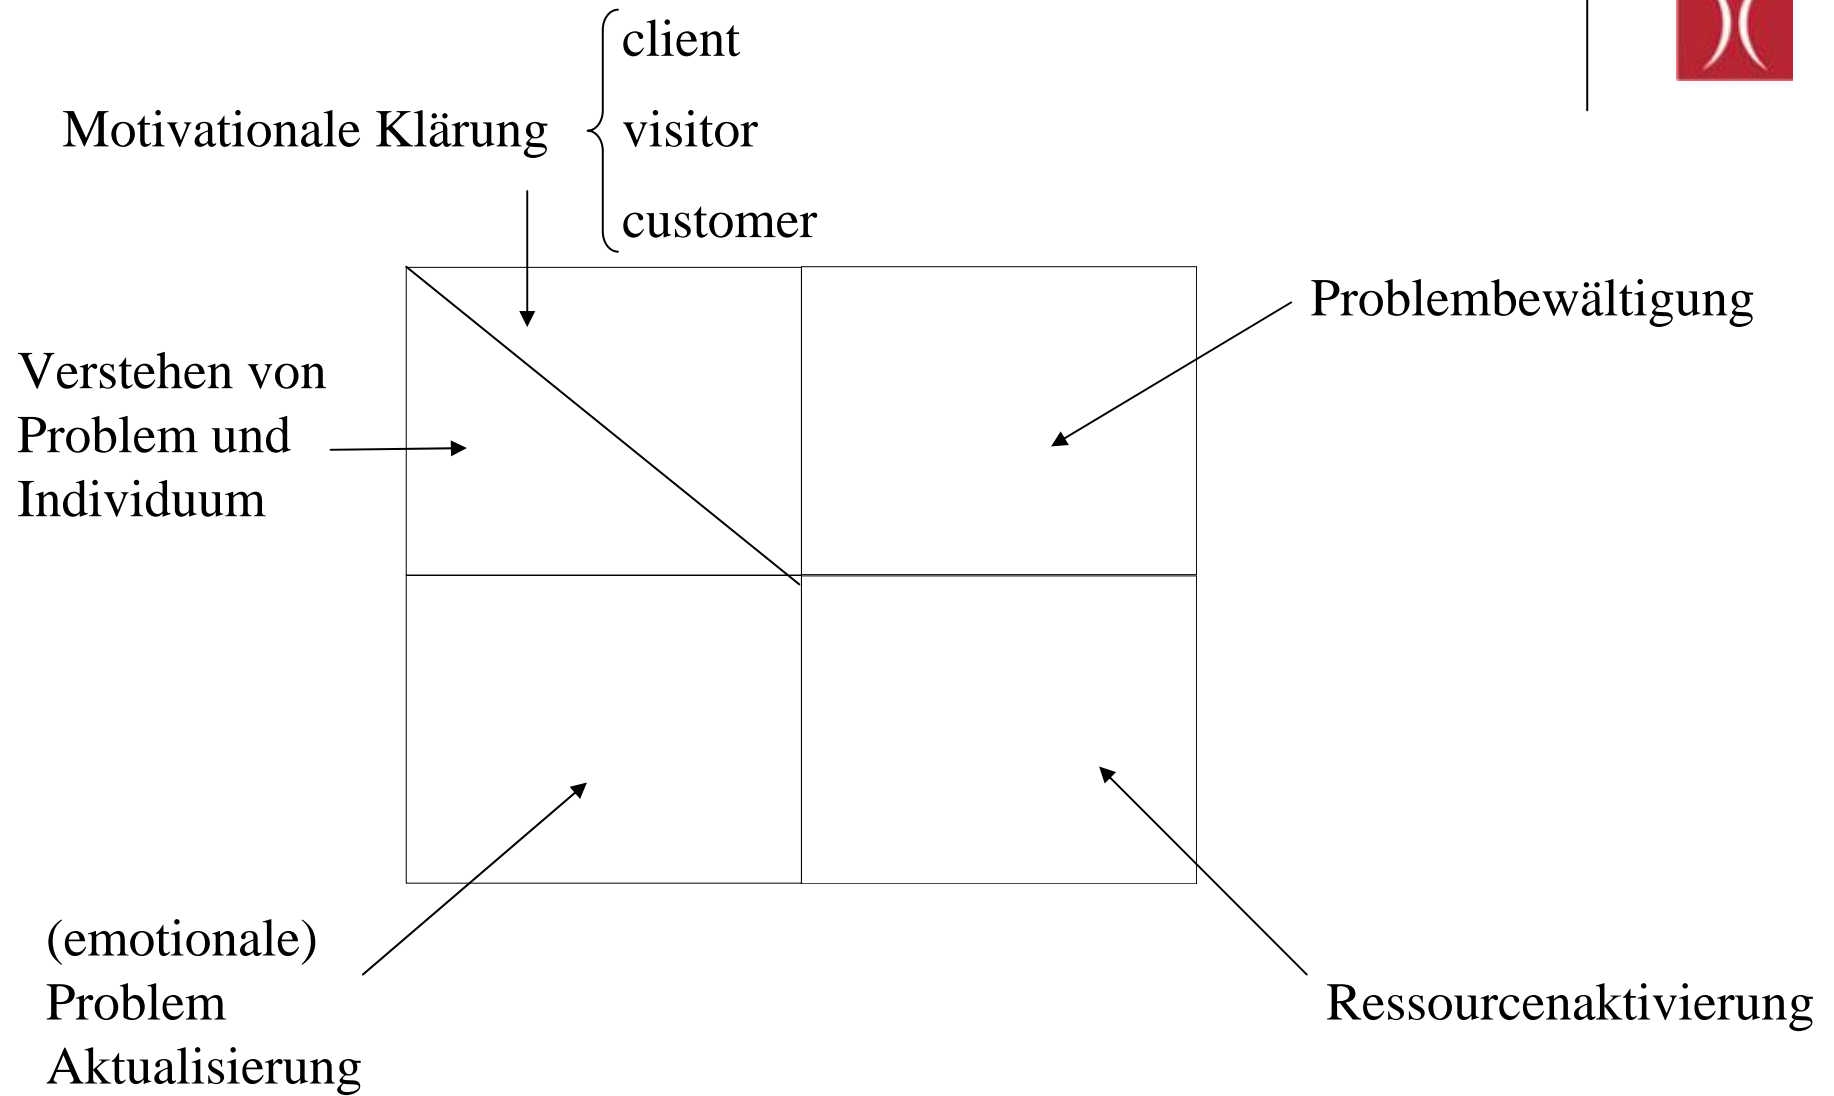 client
Motivationale Klärung
visitor
customer
Problembewältigung
Verstehen von
Problem und
Individuum
(emotionale)
Problem
Aktualisierung
Ressourcenaktivierung